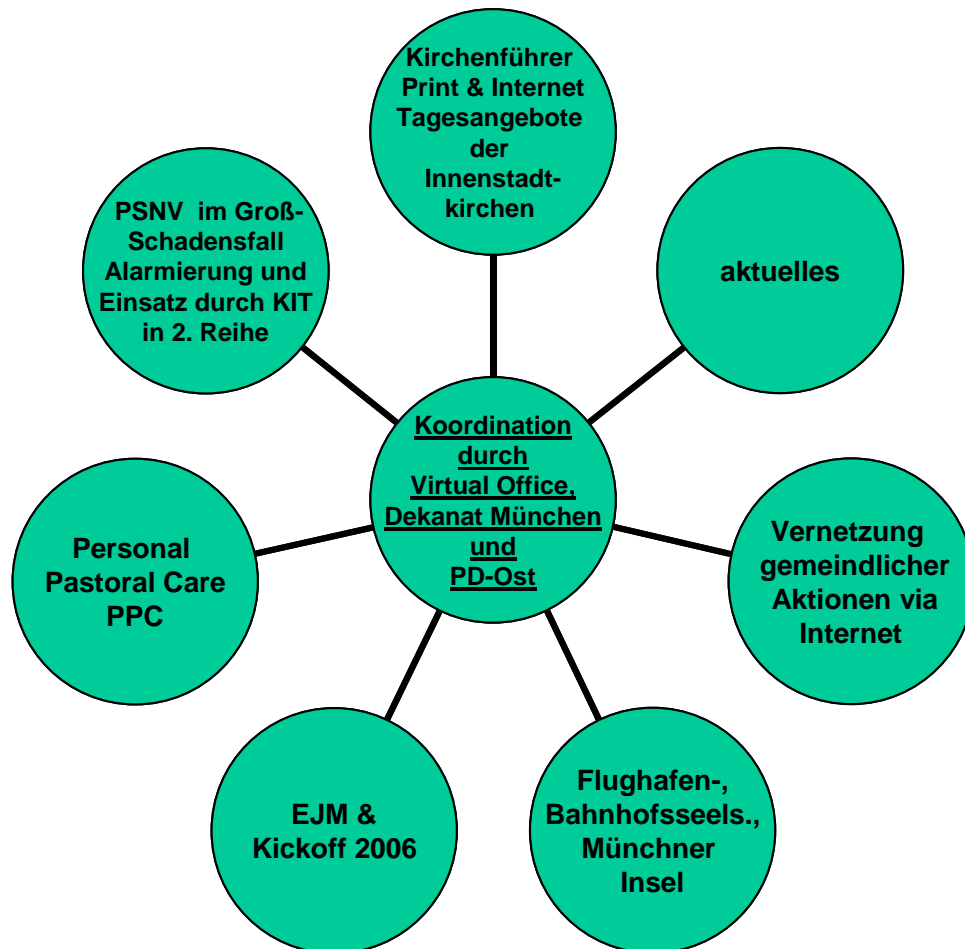 Kirchenführer
Print & Internet
Tagesangebote
der
Innenstadt-
kirchen
aktuelles
Vernetzung
gemeindlicher
Aktionen via
Internet
Flughafen-,
Bahnhofsseels.,
Münchner
Insel
EJM &
Kickoff 2006
Personal
Pastoral Care
PPC
PSNV im Groß-
Schadensfall
Alarmierung und
Einsatz durch KIT
in 2. Reihe
Koordination
durch
Virtual Office,
Dekanat München
und
PD-Ost